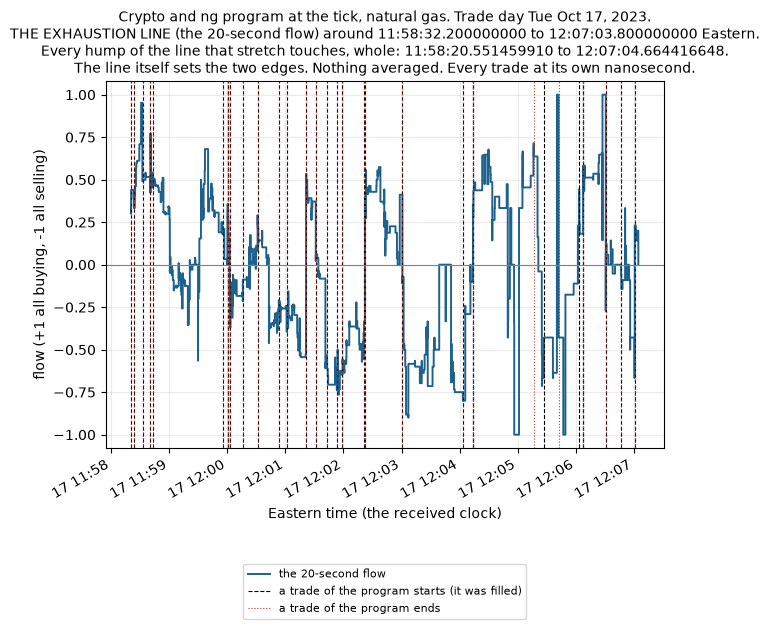 Crypto and ng program at the tick, natural gas. Trade day Tue Oct 17, 2023.
THE EXHAUSTION LINE (the 20-second flow) around 11:58:32.200000000 to 12:07:03.800000000 Eastern.
Every hump of the line that stretch touches, whole: 11:58:20.551459910 to 12:07:04.664416648.
The line itself sets the two edges. Nothing averaged. Every trade at its own nanosecond.
flow (+1 all buying, -1 all selling)
1.00
0.75
0.50
0.25
0.00
−0.25
−0.50
−0.75
−1.00
17 11:58
17 11:59
17 12:00
17 12:01
17 12:02
17 12:03
17 12:04
17 12:05
17 12:06
17 12:07
Eastern time (the received clock)
the 20-second flow
a trade of the program starts (it was filled)
a trade of the program ends